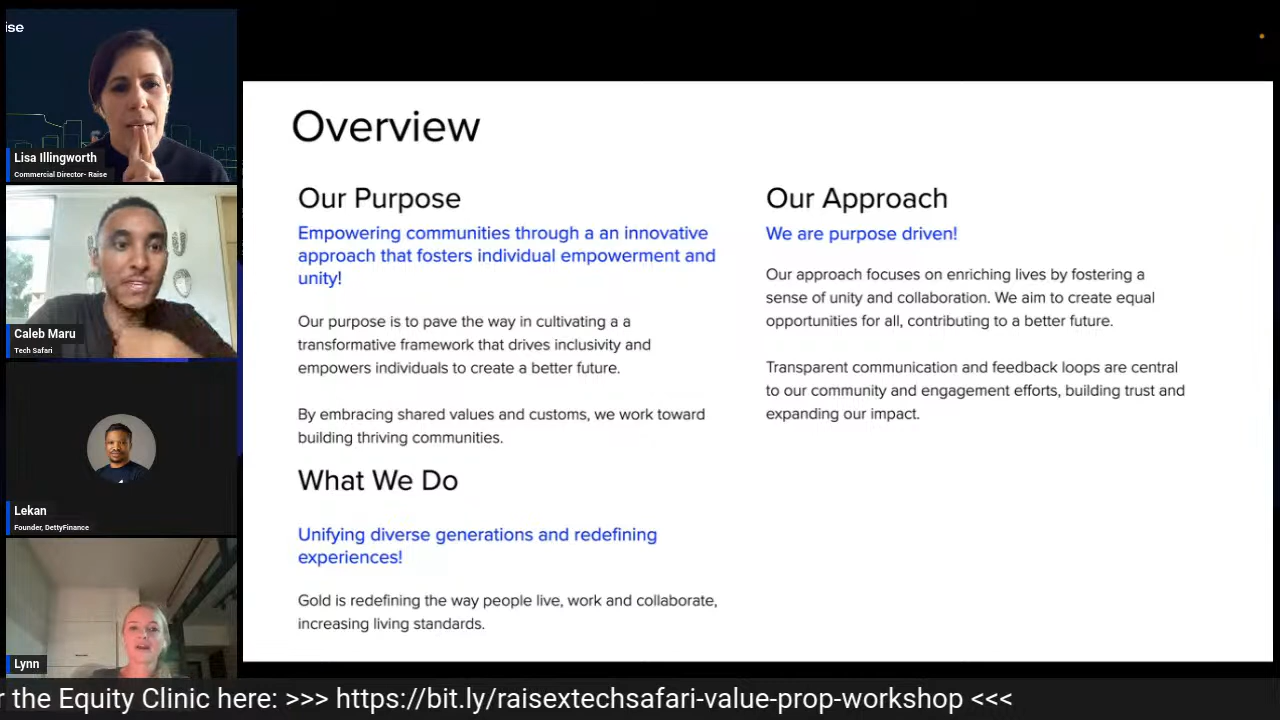 ise
Lisa Illingworth
Commercial Director- Raise
Caleb Maru
Tech Safari
Lekan
Founder, DettyFinance
Lynn
Overview
Our Purpose
Empowering communities through a an innovative
approach that fosters individual empowerment and
unity!
Our purpose is to pave the way in cultivating a a
transformative framework that drives inclusivity and
empowers individuals to create a better future.
By embracing shared values and customs, we work toward
building thriving communities.
What We Do
Unifying diverse generations and redefining
experiences!
Gold is redefining the way people live, work and collaborate,
increasing living standards.
Our Approach
We are purpose driven!
Our approach focuses on enriching lives by fostering a
sense of unity and collaboration. We aim to create equal
opportunities for all, contributing to a better future.
Transparent communication and feedback loops are central
to our community and engagement efforts, building trust and
expanding our impact.
r the Equity Clinic here: >>> https://bit.ly/raisextechsafari-value-prop-workshop <<<